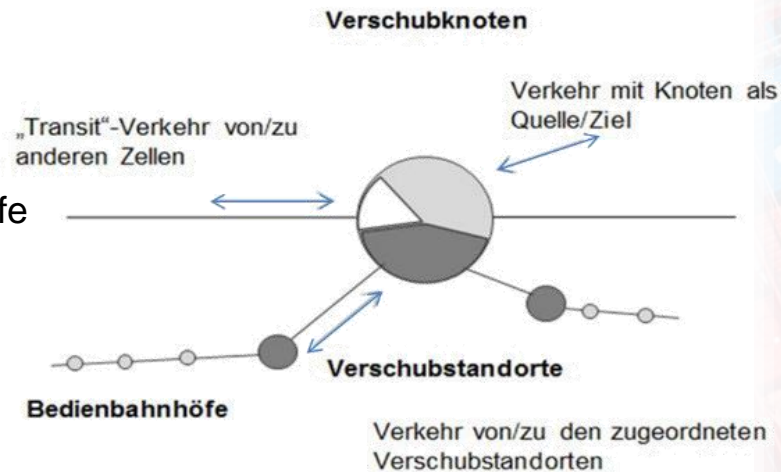 Verschubknoten
Verkehr mit Knoten als
Quelle/Ziel
„Transit“-Verkehr von/zu
anderen Zellen
fe
Verschubstandorte
Bedienbahnhöfe
Verkehr von/zu den zugeordneten
Verschubstandorten